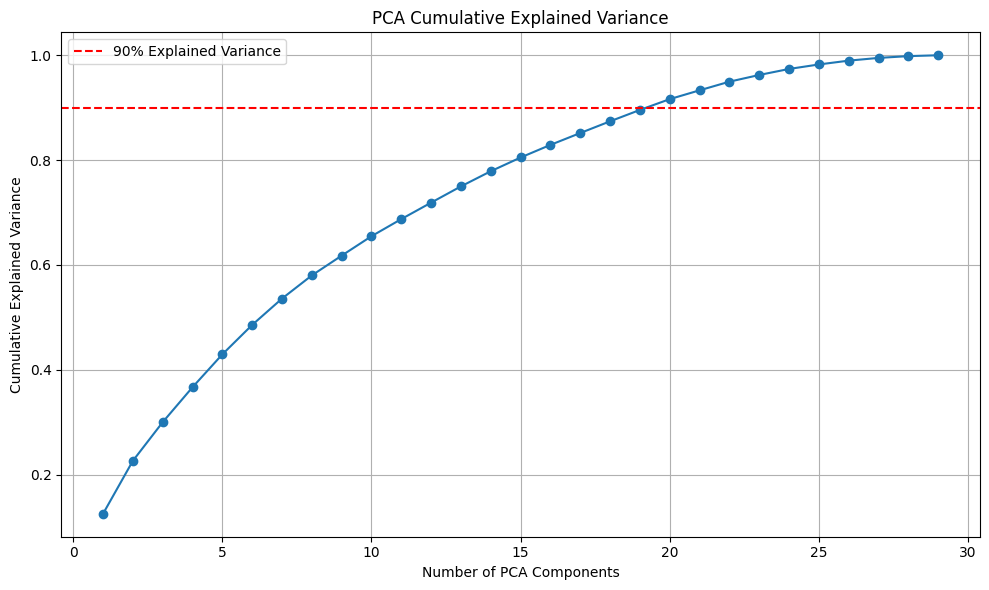 PCA Cumulative Explained Variance
90% Explained Variance
Cumulative Explained Variance
1.0
0.8
0.6
0.4
0.2
0 5 10 15 20 25 30
Number of PCA Components